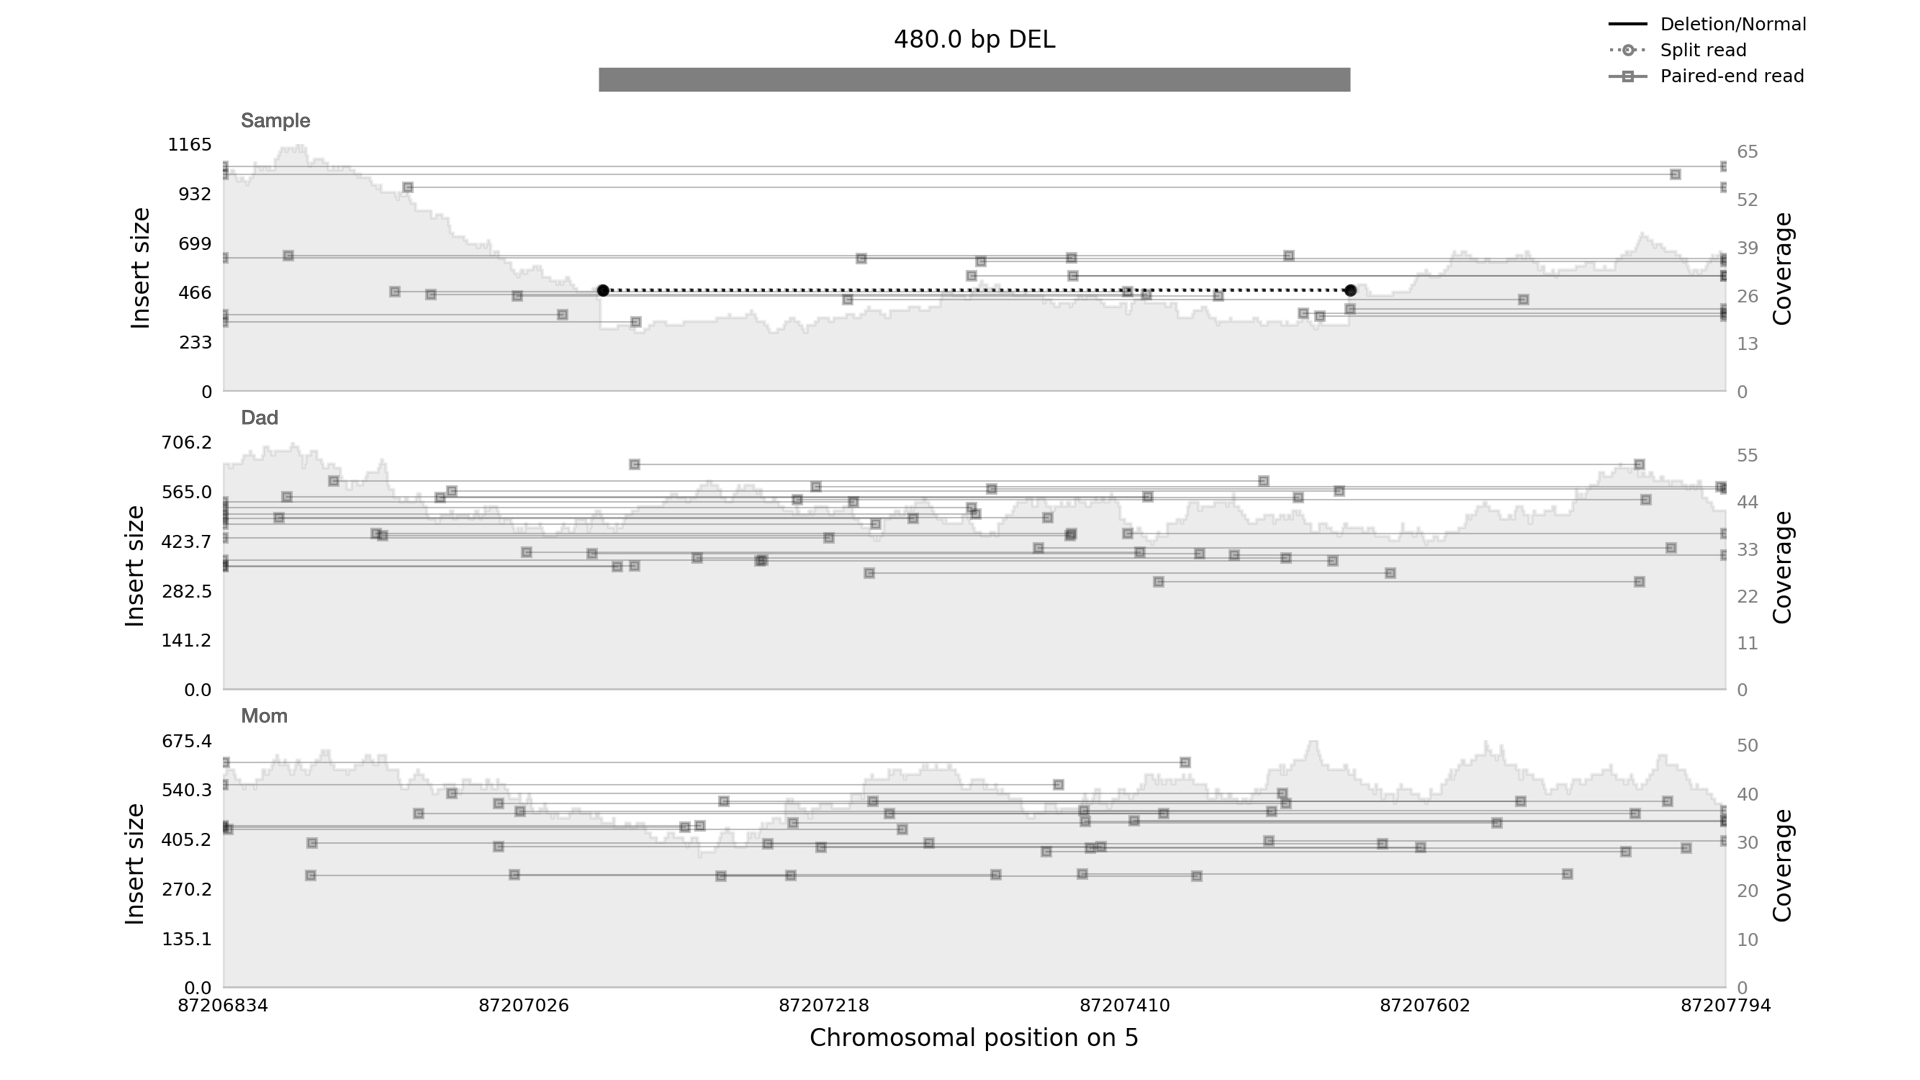 480.0 bp DEL
Deletion/Normal
Split read
Paired-end read
Sample
1165
932
699
466
233
0
Insert size
65
52
39
26
13
0
Coverage
Dad
706.2
565.0
423.7
282.5
141.2
0.0
Insert size
55
44
33
22
11
0
Coverage
Mom
675.4
540.3
405.2
270.2
135.1
0.0
Insert size
50
40
30
20
10
0
Coverage
87206834 87207026 87207218 87207410 87207602 87207794
Chromosomal position on 5